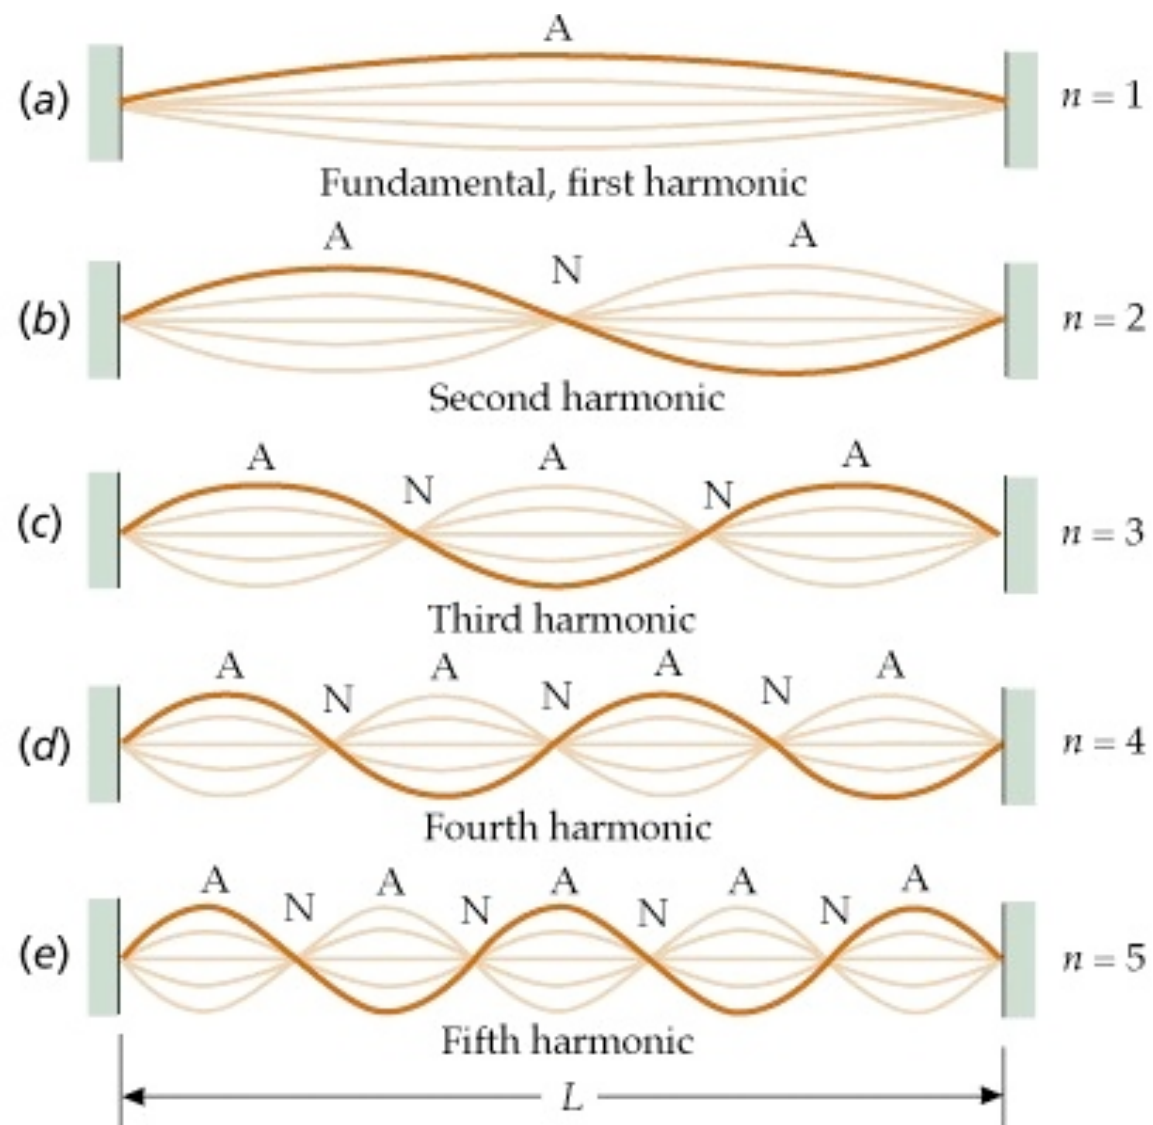 A
(a) n = 1
Fundamental, first harmonic
A A
N
(b) n = 2
Second harmonic
A A A
N N
(c) n = 3
Third harmonic
A A A A
N N N
(d) n = 4
Fourth harmonic
A A A A A
N N N N
(e) n = 5
Fifth harmonic
L